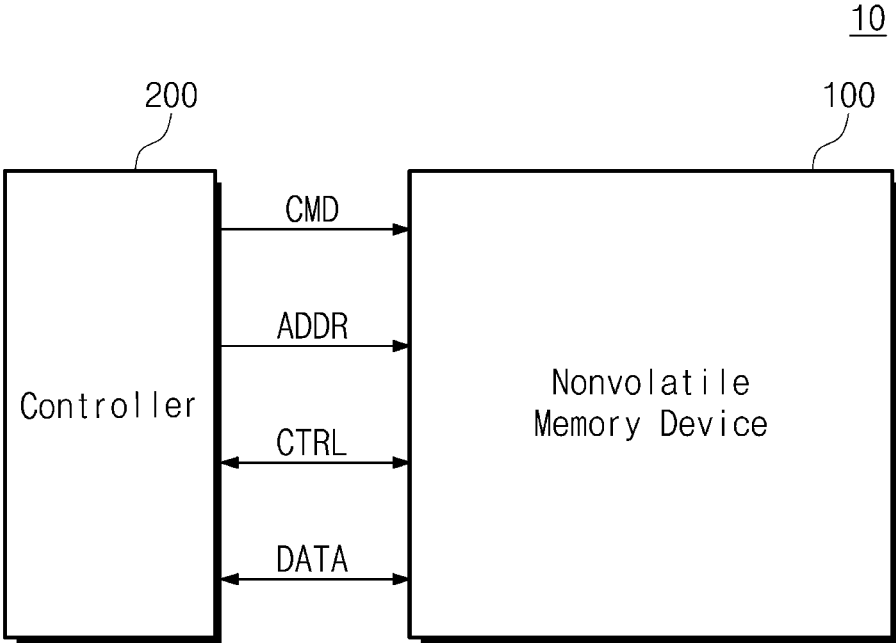 10
200
100
CMD
ADDR
Controller
Nonvolatile
Memory Device
CTRL
DATA